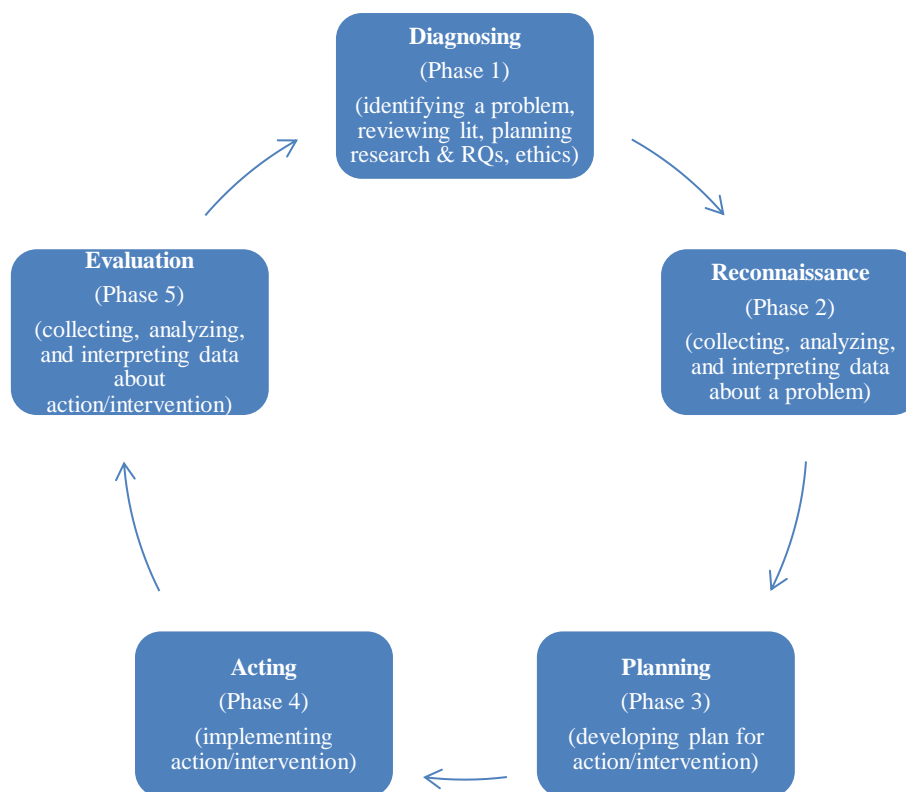 Diagnosing
(Phase 1)
(identifying a problem,
reviewing lit, planning
research & RQs, ethics)
Reconnaissance
(Phase 2)
(collecting, analyzing,
and interpreting data
about a problem)
Planning
(Phase 3)
(developing plan for
action/intervention)
Acting
(Phase 4)
(implementing
action/intervention)
Evaluation
(Phase 5)
(collecting, analyzing,
and interpreting data
about
action/intervention)